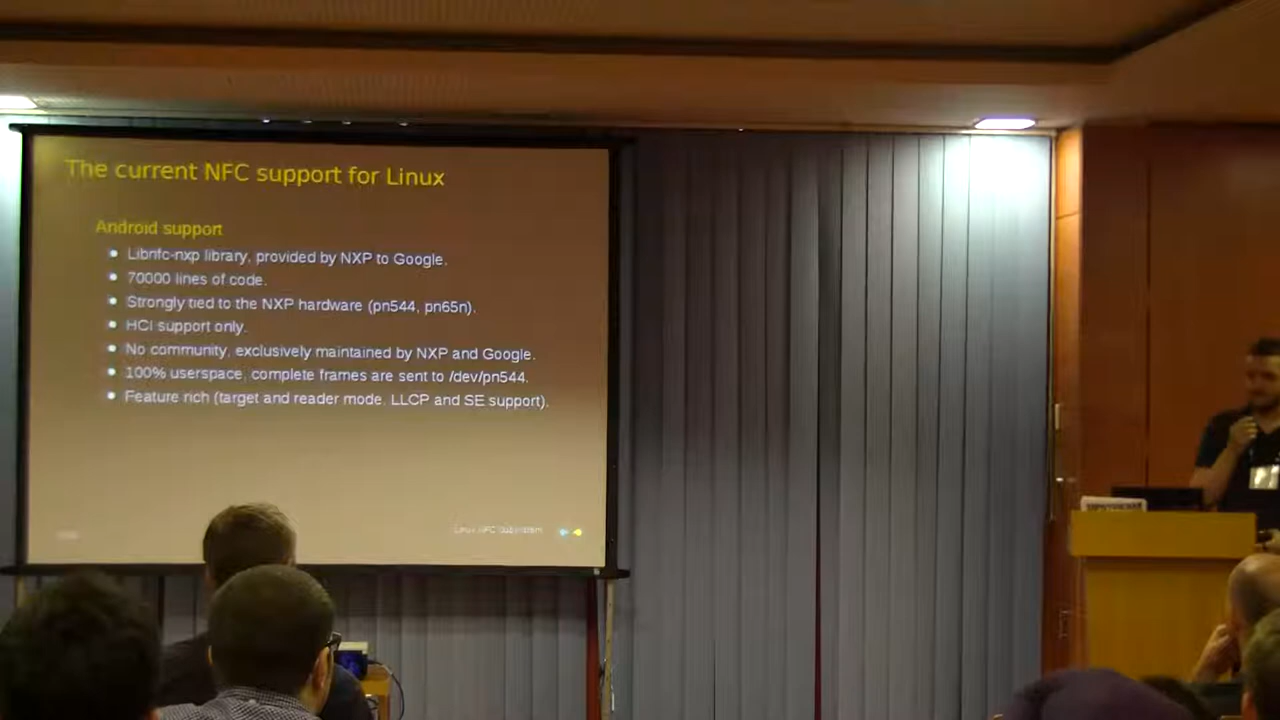 The current NFC support for Linux
Android support
Libnfc-nxp library, provided by NXP to Google.
70000 lines of code.
Strongly tied to the NXP hardware (pn544, pn65n).
HCI support only.
No community, exclusively maintained by NXP and Google.
100% userspace, complete frames are sent to /dev/pn544.
Feature rich (target and reader mode, LLCP and SE support).
Linux NFC subsystem